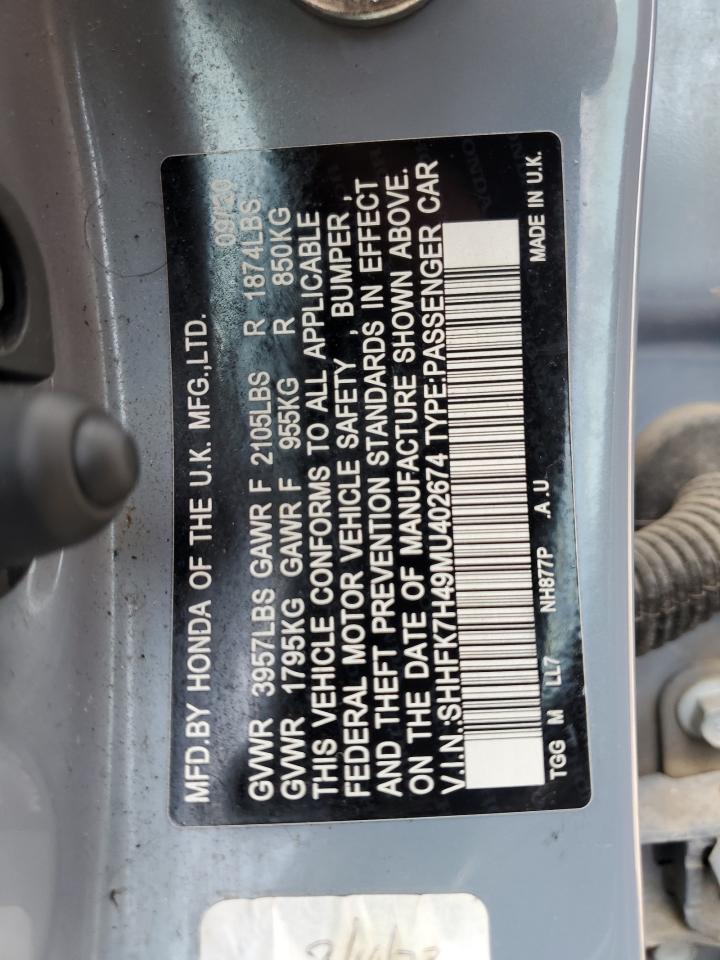 MFD.BY HONDA OF THE U.K. MFG.,LTD. 09/20
GVWR 3957LBS GAWR F 2105LBS R 1874LBS
GVWR 1795KG GAWR F 955KG R 850KG
THIS VEHICLE CONFORMS TO ALL APPLICABLE
FEDERAL MOTOR VEHICLE SAFETY, BUMPER,
AND THEFT PREVENTION STANDARDS IN EFFECT
ON THE DATE OF MANUFACTURE SHOWN ABOVE.
V.I.N.:SHHFK7H49MU402674 TYPE:PASSENGER CAR
TGG M LL7 NH877P .A.U MADE IN U.K.